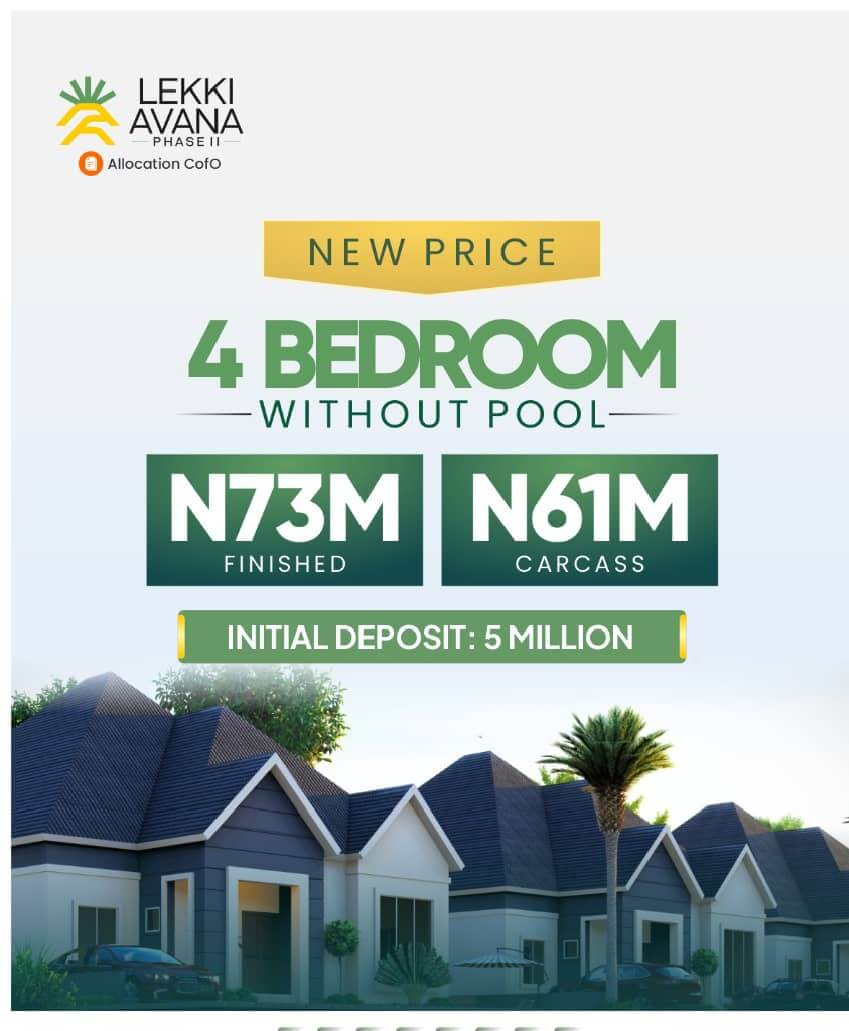 LEKKI
AVANA
PHASE II
Allocation CofO
NEW PRICE
4 BEDROOM
WITHOUT POOL
N73M
FINISHED
N61M
CARCASS
INITIAL DEPOSIT: 5 MILLION